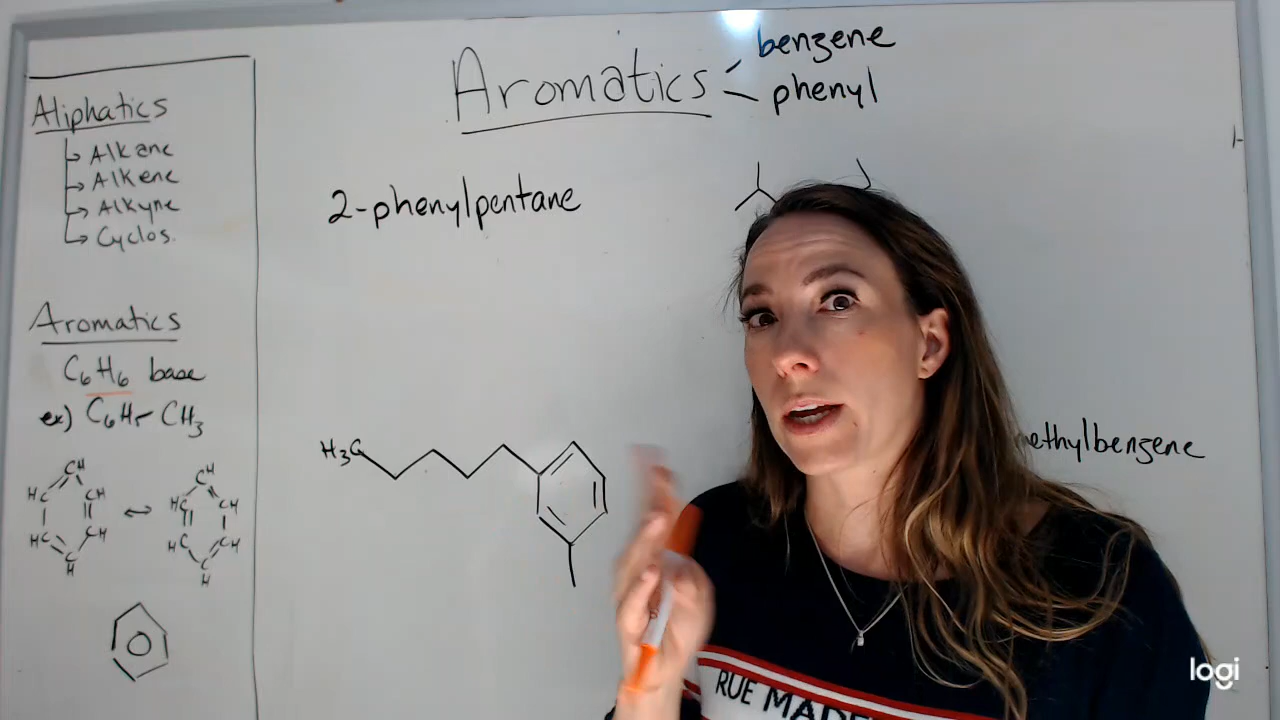 Aromatics
benzene
phenyl
Aliphatics
Alkane
Alkene
Alkyne
Cyclos.
Aromatics
C6H6 base
ex) C6H5-CH3
CH
HC CH
HC CH
C
H
CH
HC CH
HC CH
C
H
2-phenylpentane
H3C
methylbenzene
RUE MADE
logi